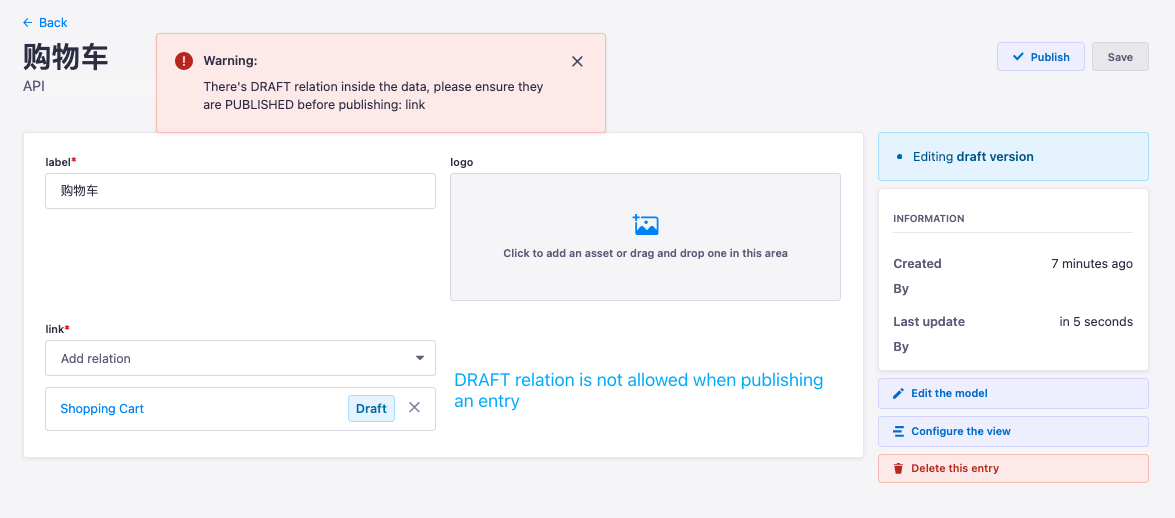 ← Back
购物车
API
Warning:
There's DRAFT relation inside the data, please ensure they
are PUBLISHED before publishing: link
Publish
Save
label*
购物车
logo
Click to add an asset or drag and drop one in this area
link*
Add relation
Shopping Cart
Draft
DRAFT relation is not allowed when publishing
an entry
Editing draft version
INFORMATION
Created
7 minutes ago
By
Last update
in 5 seconds
By
Edit the model
Configure the view
Delete this entry